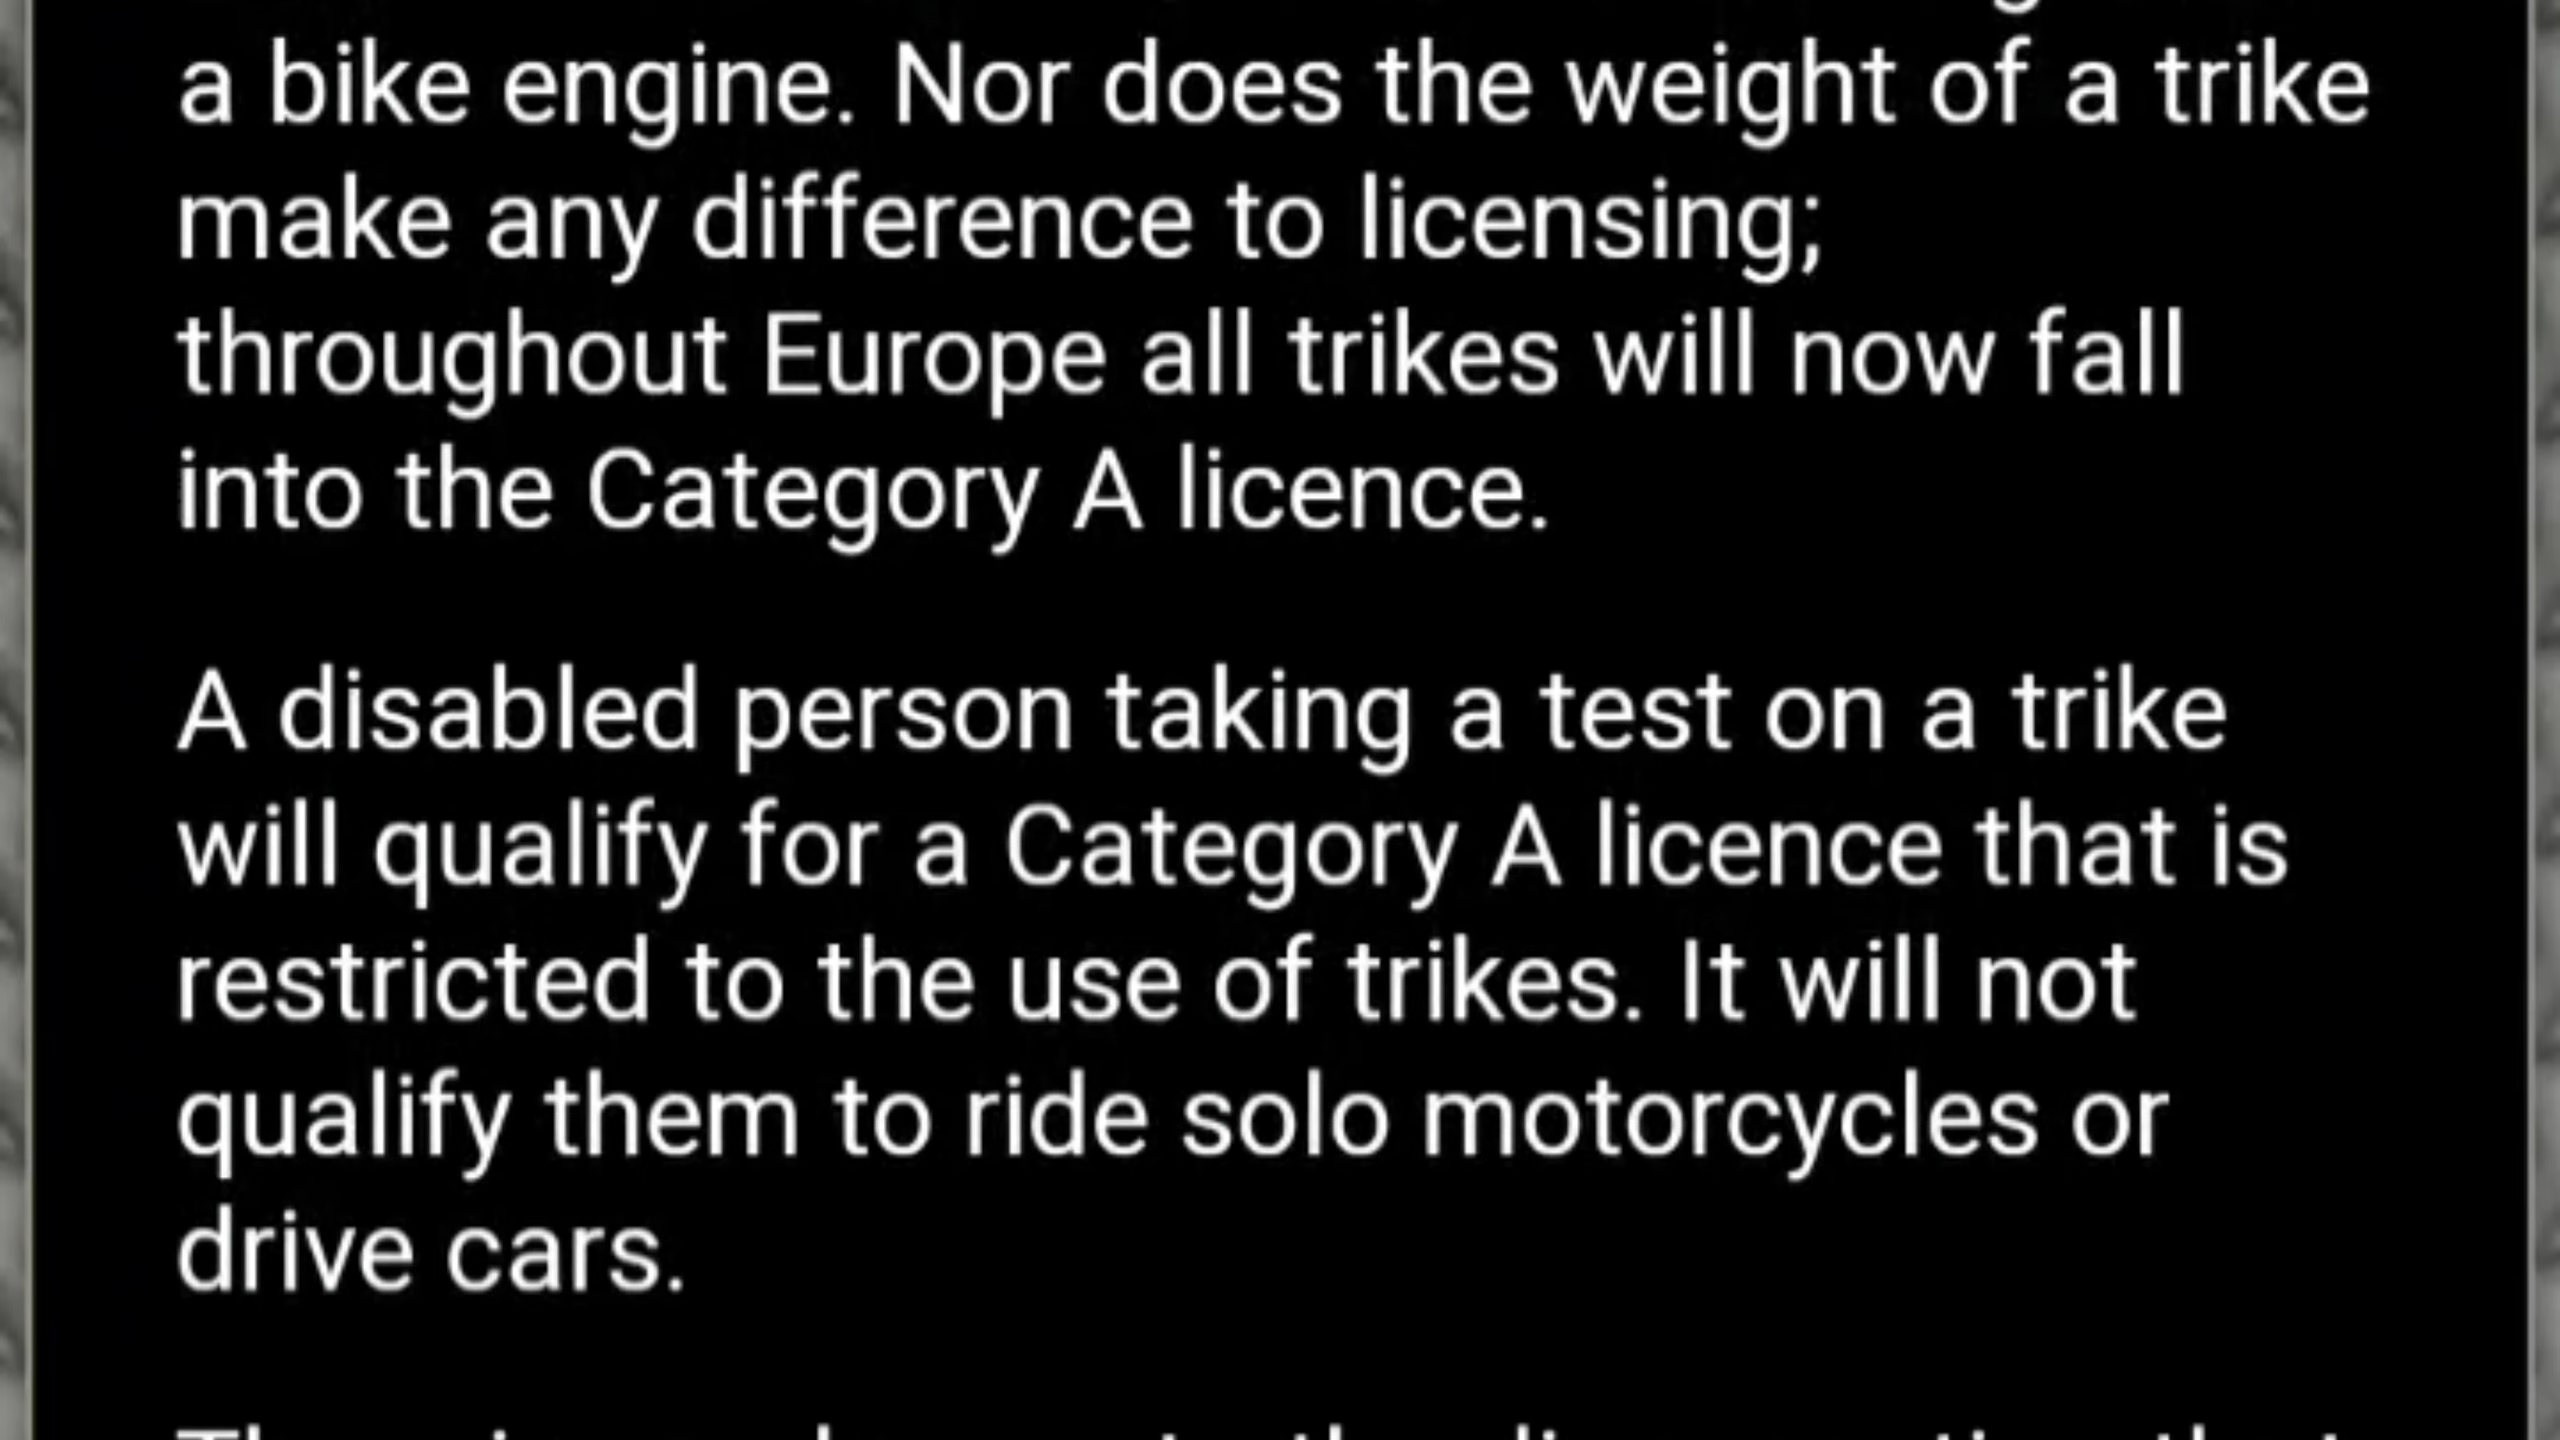 a bike engine. Nor does the weight of a trike
make any difference to licensing;
throughout Europe all trikes will now fall
into the Category A licence.
A disabled person taking a test on a trike
will qualify for a Category A licence that is
restricted to the use of trikes. It will not
qualify them to ride solo motorcycles or
drive cars.